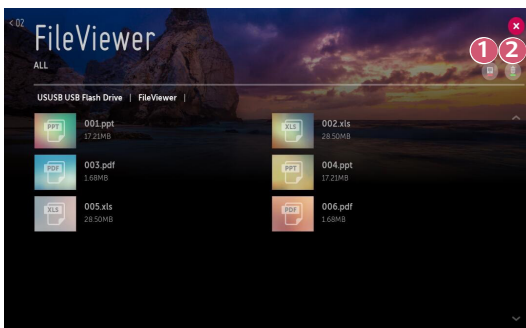 < 02
FileViewer
ALL
1 2
USUSB USB Flash Drive | FileViewer |
PPT 001.ppt
17.21MB
XLS 002.xls
28.50MB
PDF 003.pdf
1.68MB
PPT 004.ppt
17.21MB
XLS 005.xls
28.50MB
PDF 006.pdf
1.68MB